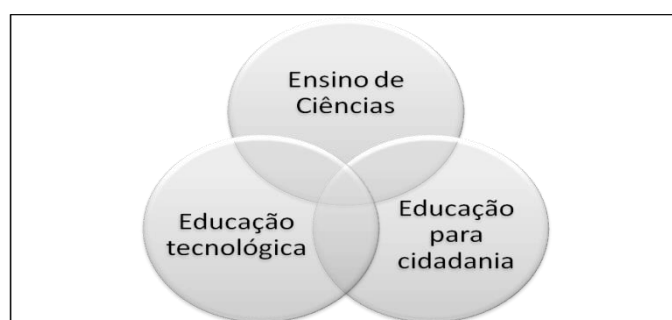 Ensino de
Ciências
Educação
tecnológica
Educação
para
cidadania